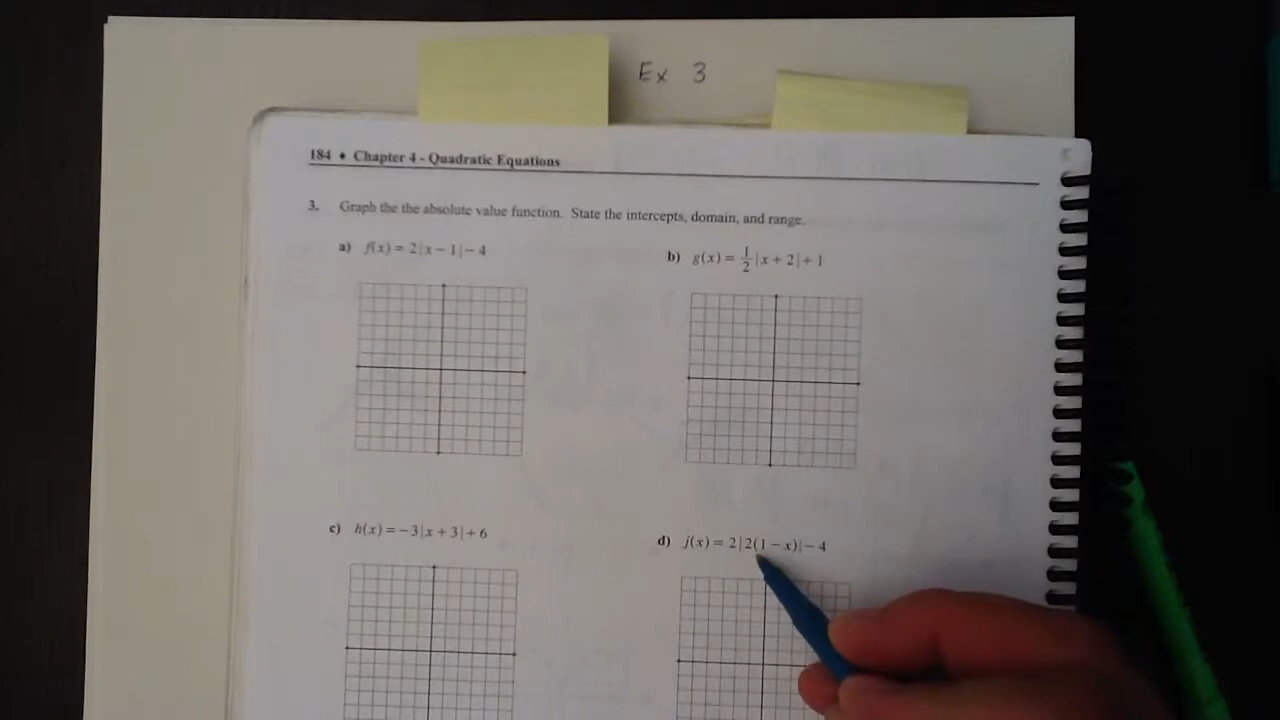 Ex 3
184 ♦ Chapter 4 - Quadratic Equations
3. Graph the the absolute value function. State the intercepts, domain, and range.
a) f(x) = 2|x − 1| − 4
b) g(x) = 1/2 |x + 2| + 1
c) h(x) = −3|x + 3| + 6
d) j(x) = 2|2(1 − x)| − 4